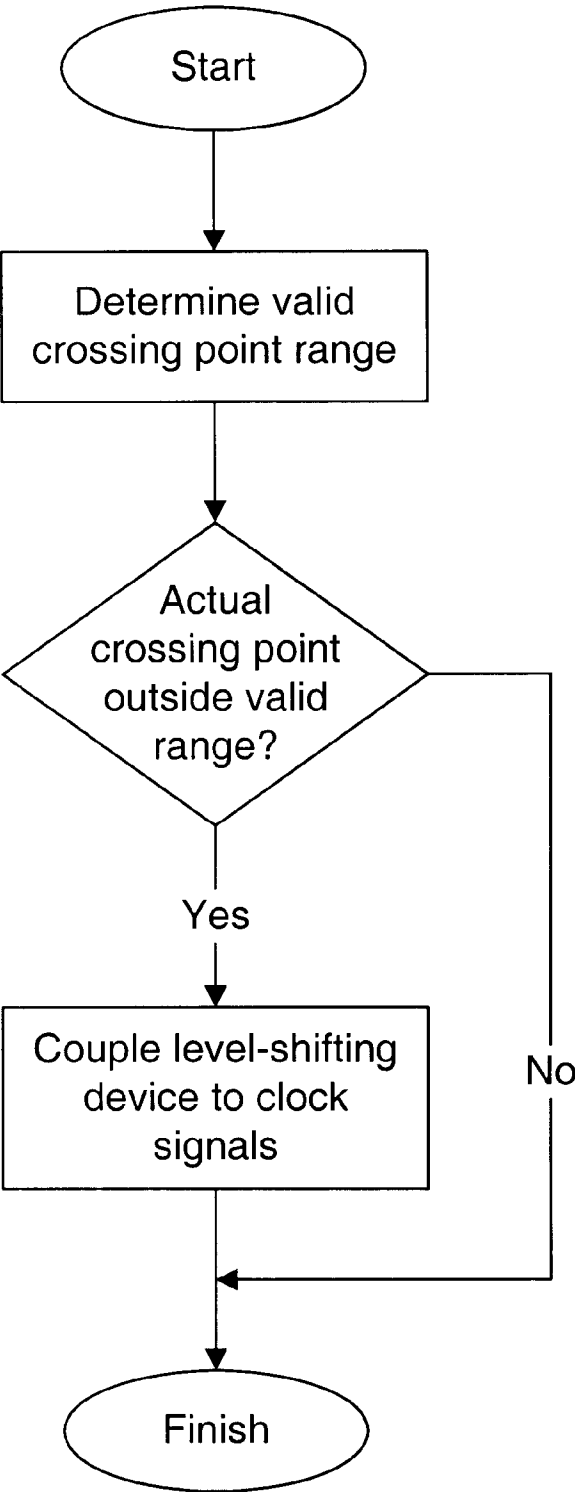 Start
Determine valid
crossing point range
Actual
crossing point
outside valid
range?
Yes
Couple level-shifting
device to clock
signals
No
Finish